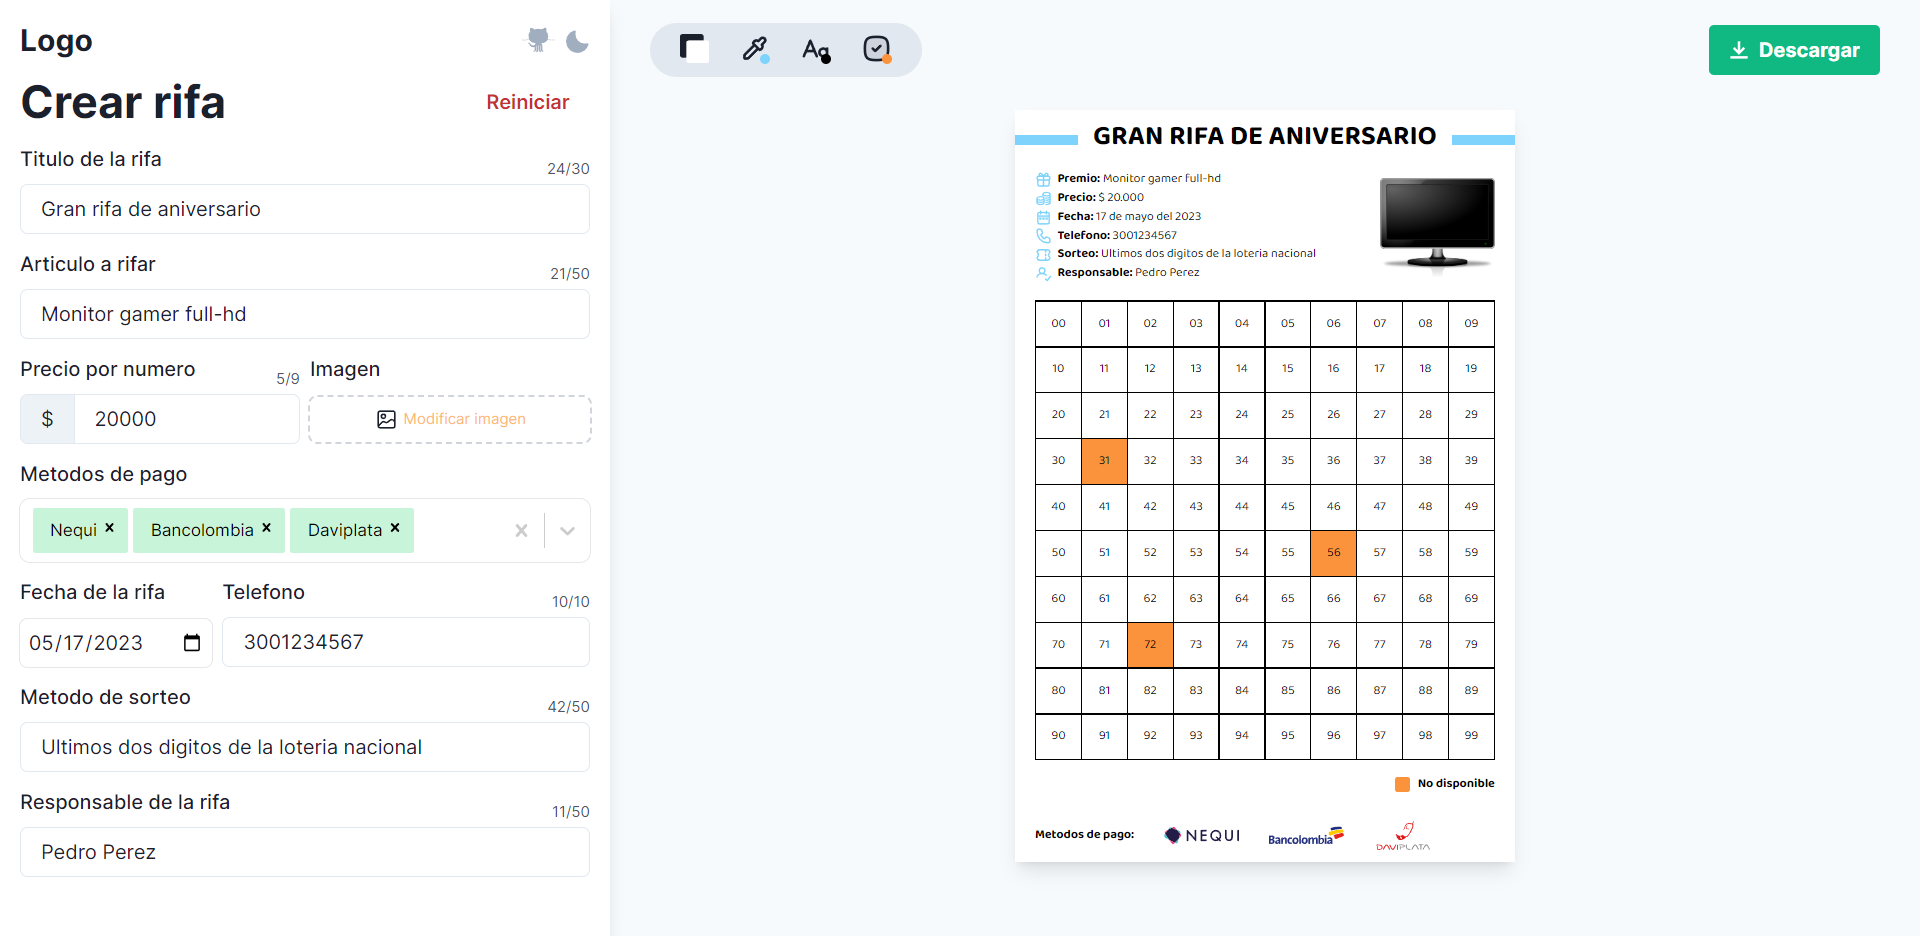 Logo
Crear rifa
Reiniciar
Titulo de la rifa
24/30
Gran rifa de aniversario
Articulo a rifar
21/50
Monitor gamer full-hd
Precio por numero
5/9
Imagen
$
20000
Modificar imagen
Metodos de pago
Nequi × Bancolombia × Daviplata ×
Fecha de la rifa
Telefono
10/10
05/17/2023
3001234567
Metodo de sorteo
42/50
Ultimos dos digitos de la loteria nacional
Responsable de la rifa
11/50
Pedro Perez
Ag
Descargar
GRAN RIFA DE ANIVERSARIO
Premio: Monitor gamer full-hd
Precio: $ 20.000
Fecha: 17 de mayo del 2023
Telefono: 3001234567
Sorteo: Ultimos dos digitos de la loteria nacional
Responsable: Pedro Perez
00 01 02 03 04 05 06 07 08 09
10 11 12 13 14 15 16 17 18 19
20 21 22 23 24 25 26 27 28 29
30 31 32 33 34 35 36 37 38 39
40 41 42 43 44 45 46 47 48 49
50 51 52 53 54 55 56 57 58 59
60 61 62 63 64 65 66 67 68 69
70 71 72 73 74 75 76 77 78 79
80 81 82 83 84 85 86 87 88 89
90 91 92 93 94 95 96 97 98 99
No disponible
Metodos de pago:
NEQUI
Bancolombia
DAVIPLATA